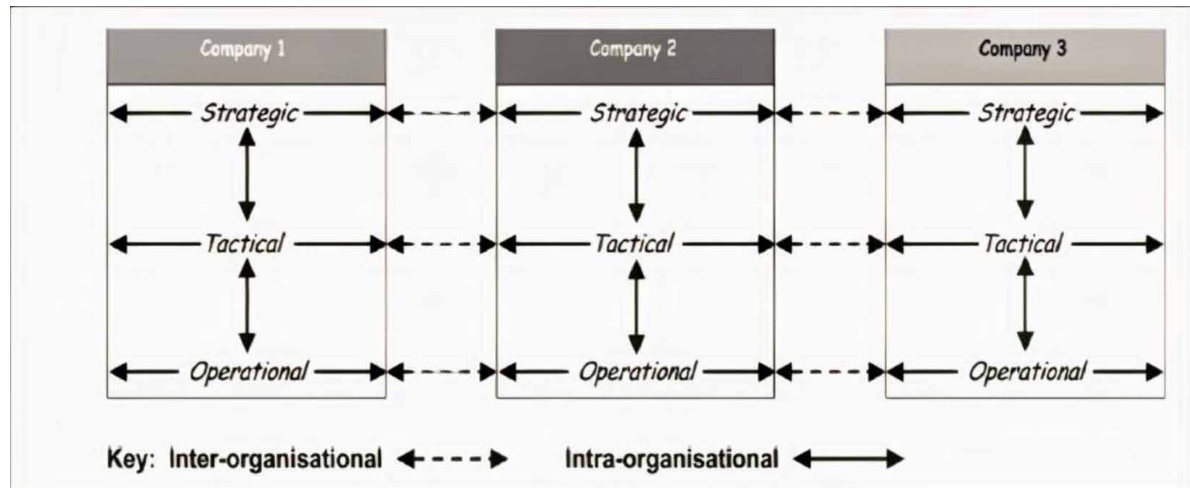 Company 1 Company 2 Company 3
Strategic Strategic Strategic
Tactical Tactical Tactical
Operational Operational Operational
Key: Inter-organisational Intra-organisational